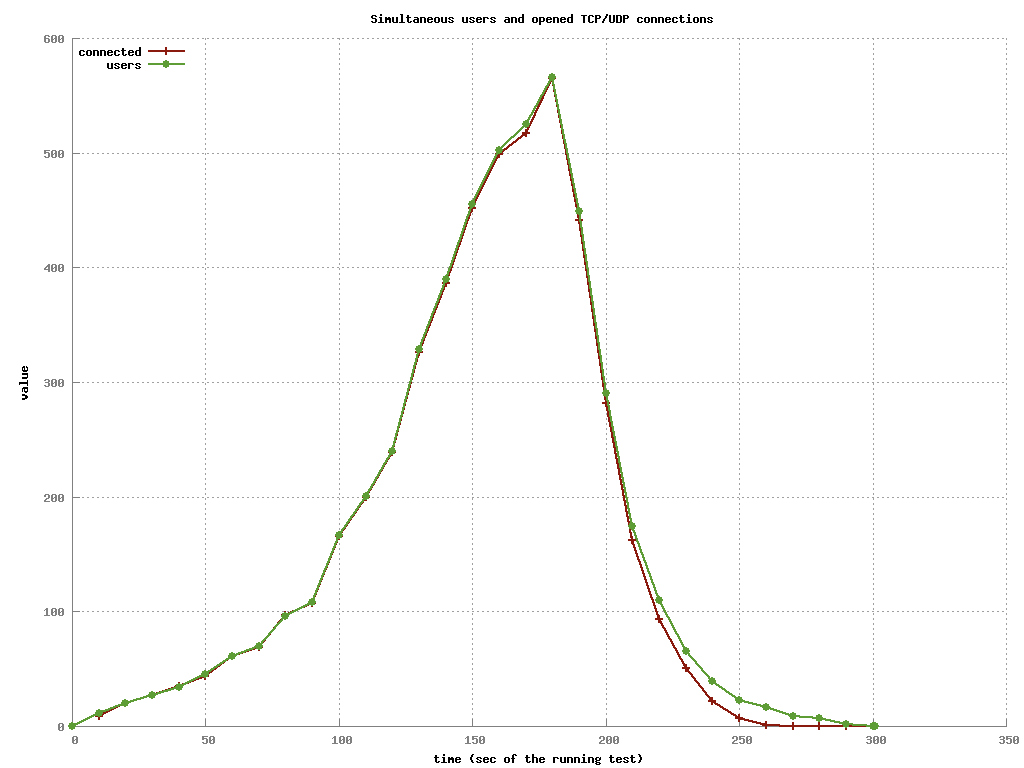 Simultaneous users and opened TCP/UDP connections
600
connected
users
500
400
300
value
200
100
0
0 50 100 150 200 250 300 350
time (sec of the running test)